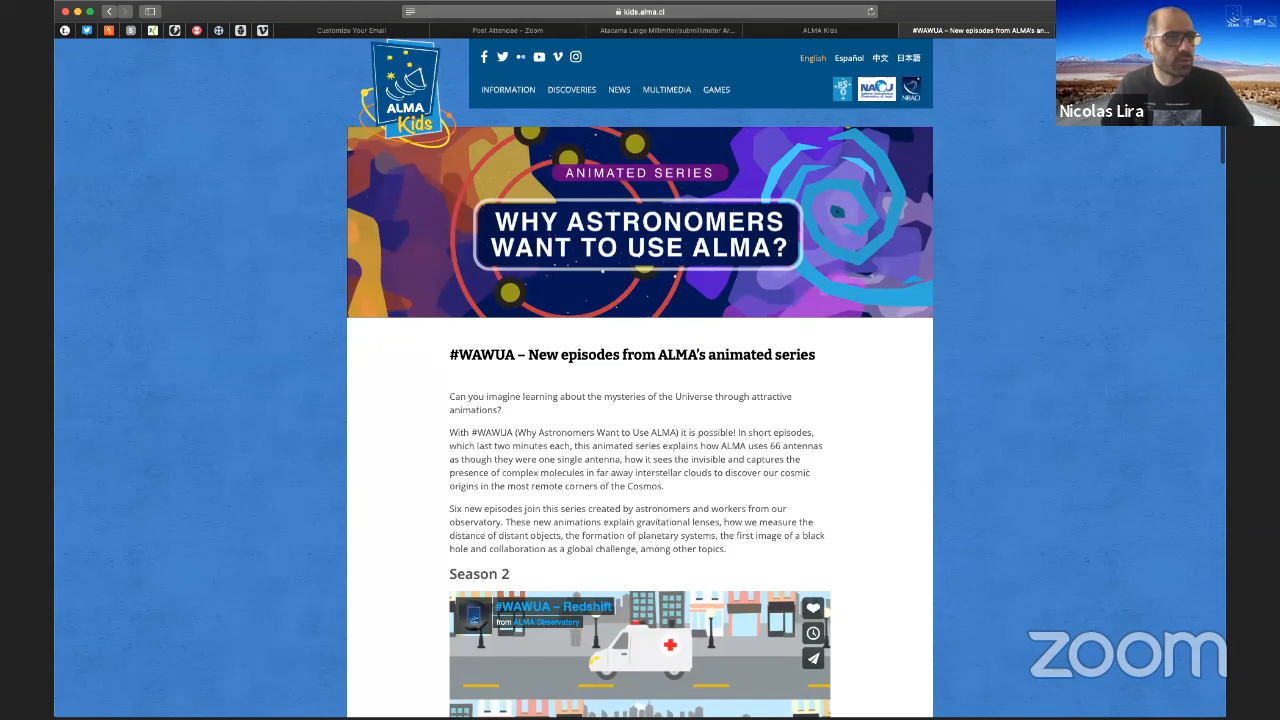 kids.alma.cl
Customize Your Email
Post Attendee - Zoom
Atacama Large Millimiter/submillimeter Ar...
ALMA Kids
#WAWUA – New episodes from ALMA's an...
Nicolas Lira
ALMA
Kids
English
Español
中文
日本語
INFORMATION
DISCOVERIES
NEWS
MULTIMEDIA
GAMES
NAOJ
NRAO
ANIMATED SERIES
WHY ASTRONOMERS
WANT TO USE ALMA?
#WAWUA – New episodes from ALMA's animated series
Can you imagine learning about the mysteries of the Universe through attractive
animations?
With #WAWUA (Why Astronomers Want to Use ALMA) it is possible! In short episodes,
which last two minutes each, this animated series explains how ALMA uses 66 antennas
as though they were one single antenna, how it sees the invisible and captures the
presence of complex molecules in far away interstellar clouds to discover our cosmic
origins in the most remote corners of the Cosmos.
Six new episodes join this series created by astronomers and workers from our
observatory. These new animations explain gravitational lenses, how we measure the
distance of distant objects, the formation of planetary systems, the first image of a black
hole and collaboration as a global challenge, among other topics.
Season 2
#WAWUA – Redshift
from ALMA Observatory
zoom